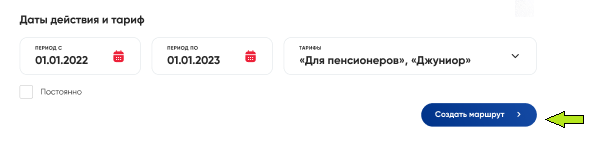 Даты действия и тариф
ПЕРИОД С
01.01.2022
ПЕРИОД ПО
01.01.2023
ТАРИФЫ
«Для пенсионеров», «Джуниор»
Постоянно
Создать маршрут